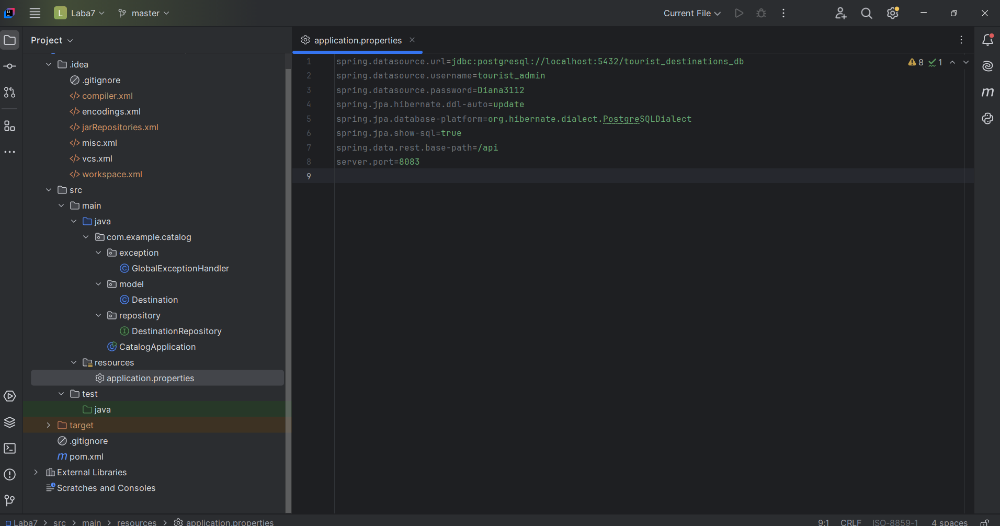 L Laba7 master Current File
Project
application.properties
.idea
.gitignore
compiler.xml
encodings.xml
jarRepositories.xml
misc.xml
vcs.xml
workspace.xml
src
main
java
com.example.catalog
exception
GlobalExceptionHandler
model
Destination
repository
DestinationRepository
CatalogApplication
resources
application.properties
test
java
target
.gitignore
pom.xml
External Libraries
Scratches and Consoles
1 spring.datasource.url=jdbc:postgresql://localhost:5432/tourist_destinations_db
2 spring.datasource.username=tourist_admin
3 spring.datasource.password=Diana3112
4 spring.jpa.hibernate.ddl-auto=update
5 spring.jpa.database-platform=org.hibernate.dialect.PostgreSQLDialect
6 spring.jpa.show-sql=true
7 spring.data.rest.base-path=/api
8 server.port=8083
9
8 1
Laba7 > src > main > resources > application.properties
9:1 CRLF ISO-8859-1 4 spaces